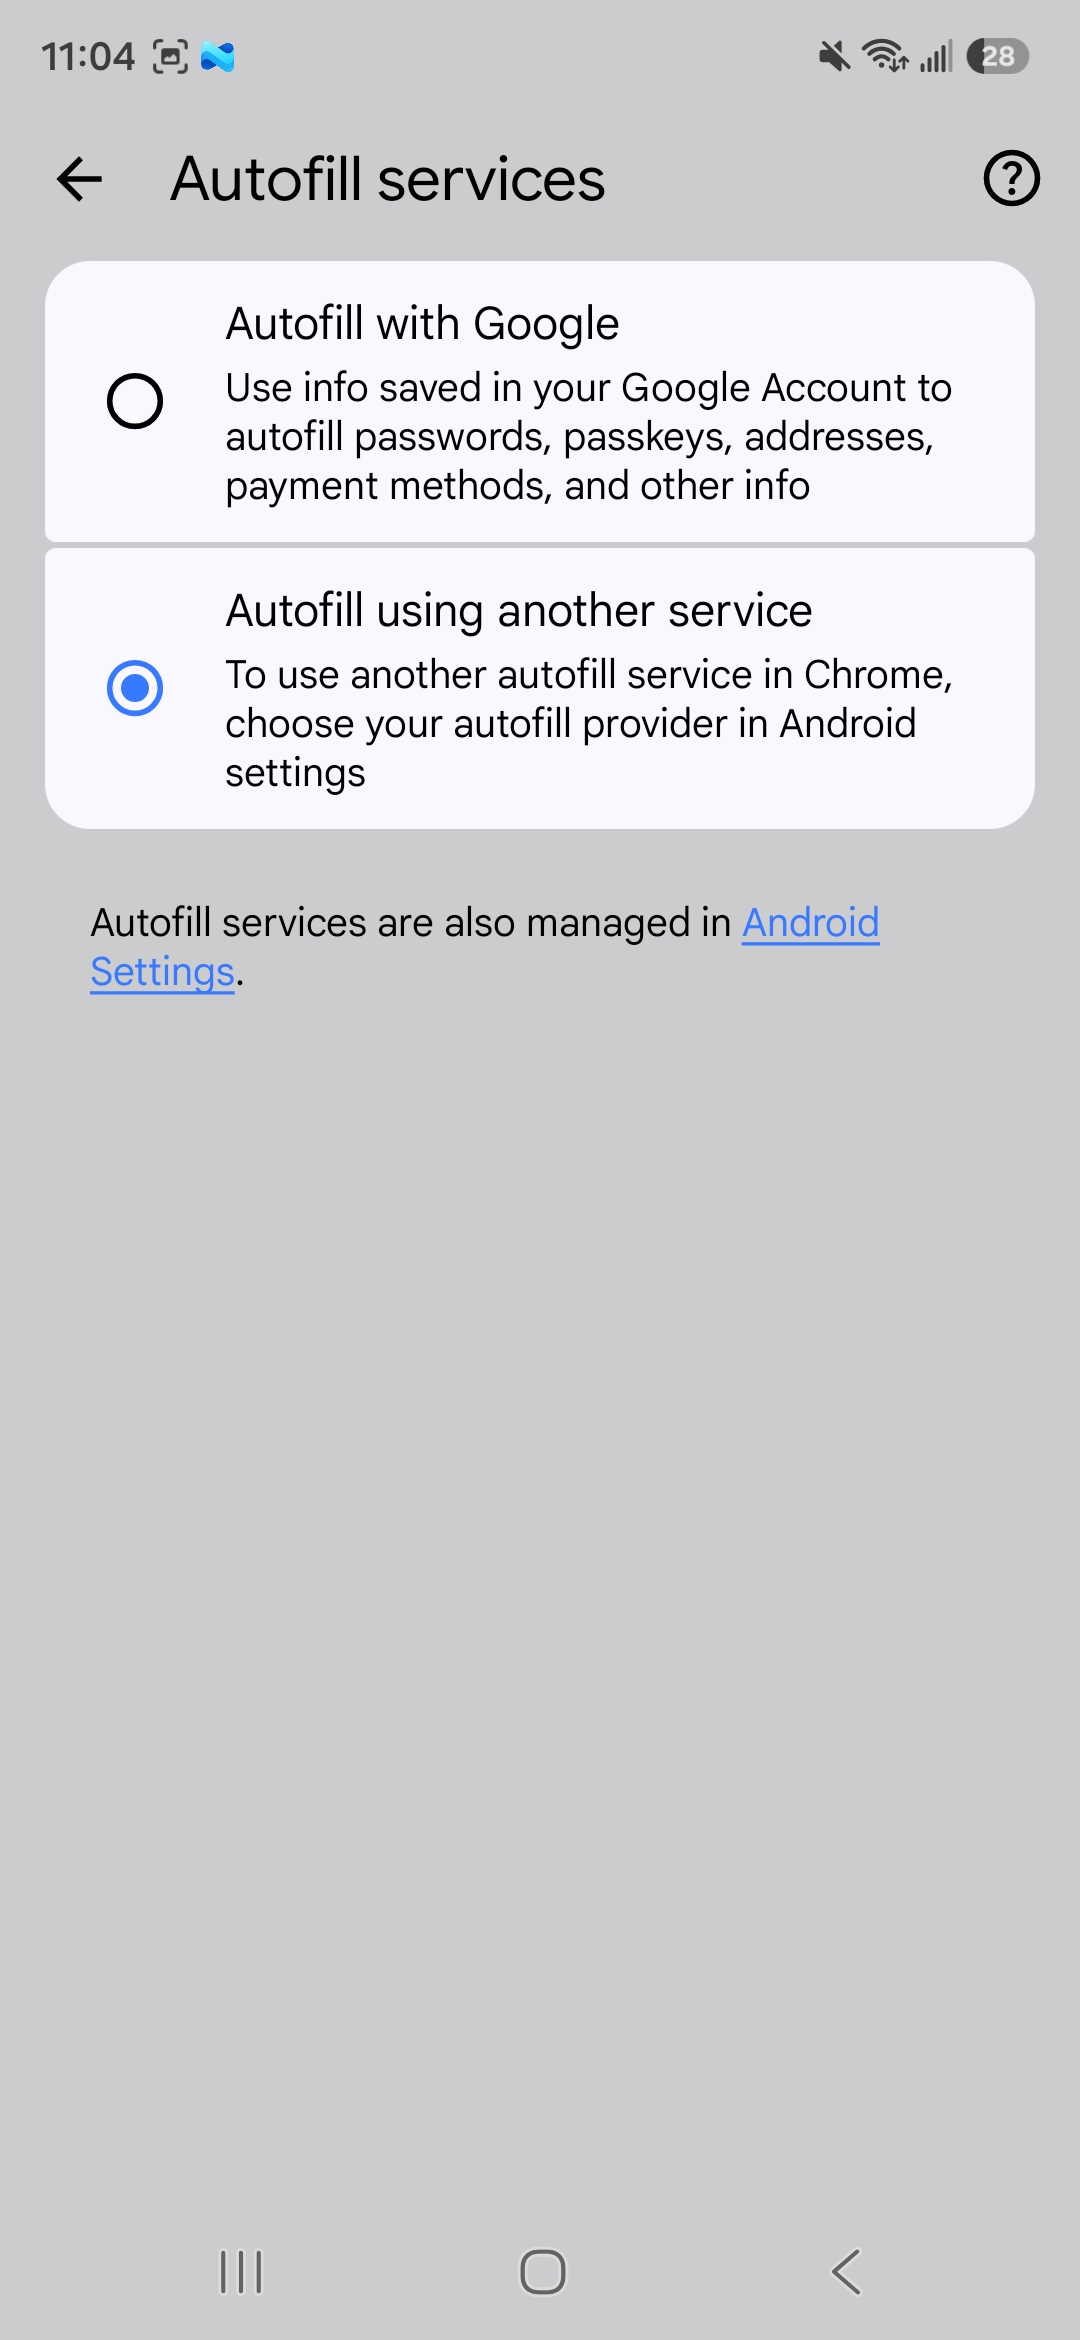 11:04
28
Autofill services
Autofill with Google
Use info saved in your Google Account to
autofill passwords, passkeys, addresses,
payment methods, and other info
Autofill using another service
To use another autofill service in Chrome,
choose your autofill provider in Android
settings
Autofill services are also managed in Android
Settings.